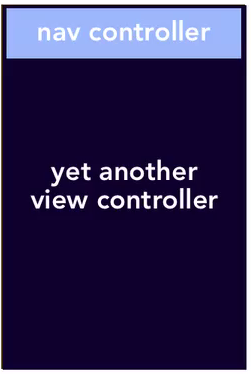 nav controller
yet another
view controller